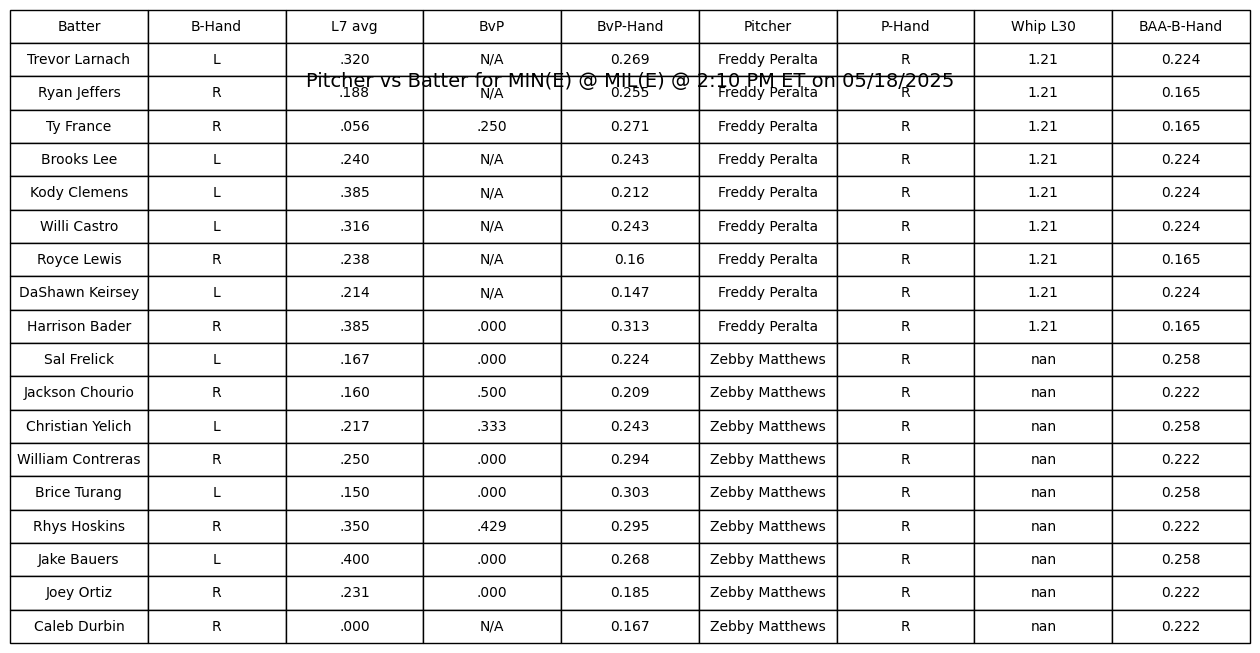 Batter B-Hand L7 avg BvP BvP-Hand Pitcher P-Hand Whip L30 BAA-B-Hand
Trevor Larnach L .320 N/A 0.269 Freddy Peralta R 1.21 0.224
Pitcher vs Batter for MIN(E) @ MIL(E) @ 2:10 PM ET on 05/18/2025
Ryan Jeffers R .188 N/A 0.255 Freddy Peralta R 1.21 0.165
Ty France R .056 .250 0.271 Freddy Peralta R 1.21 0.165
Brooks Lee L .240 N/A 0.243 Freddy Peralta R 1.21 0.224
Kody Clemens L .385 N/A 0.212 Freddy Peralta R 1.21 0.224
Willi Castro L .316 N/A 0.243 Freddy Peralta R 1.21 0.224
Royce Lewis R .238 N/A 0.16 Freddy Peralta R 1.21 0.165
DaShawn Keirsey L .214 N/A 0.147 Freddy Peralta R 1.21 0.224
Harrison Bader R .385 .000 0.313 Freddy Peralta R 1.21 0.165
Sal Frelick L .167 .000 0.224 Zebby Matthews R nan 0.258
Jackson Chourio R .160 .500 0.209 Zebby Matthews R nan 0.222
Christian Yelich L .217 .333 0.243 Zebby Matthews R nan 0.258
William Contreras R .250 .000 0.294 Zebby Matthews R nan 0.222
Brice Turang L .150 .000 0.303 Zebby Matthews R nan 0.258
Rhys Hoskins R .350 .429 0.295 Zebby Matthews R nan 0.222
Jake Bauers L .400 .000 0.268 Zebby Matthews R nan 0.258
Joey Ortiz R .231 .000 0.185 Zebby Matthews R nan 0.222
Caleb Durbin R .000 N/A 0.167 Zebby Matthews R nan 0.222